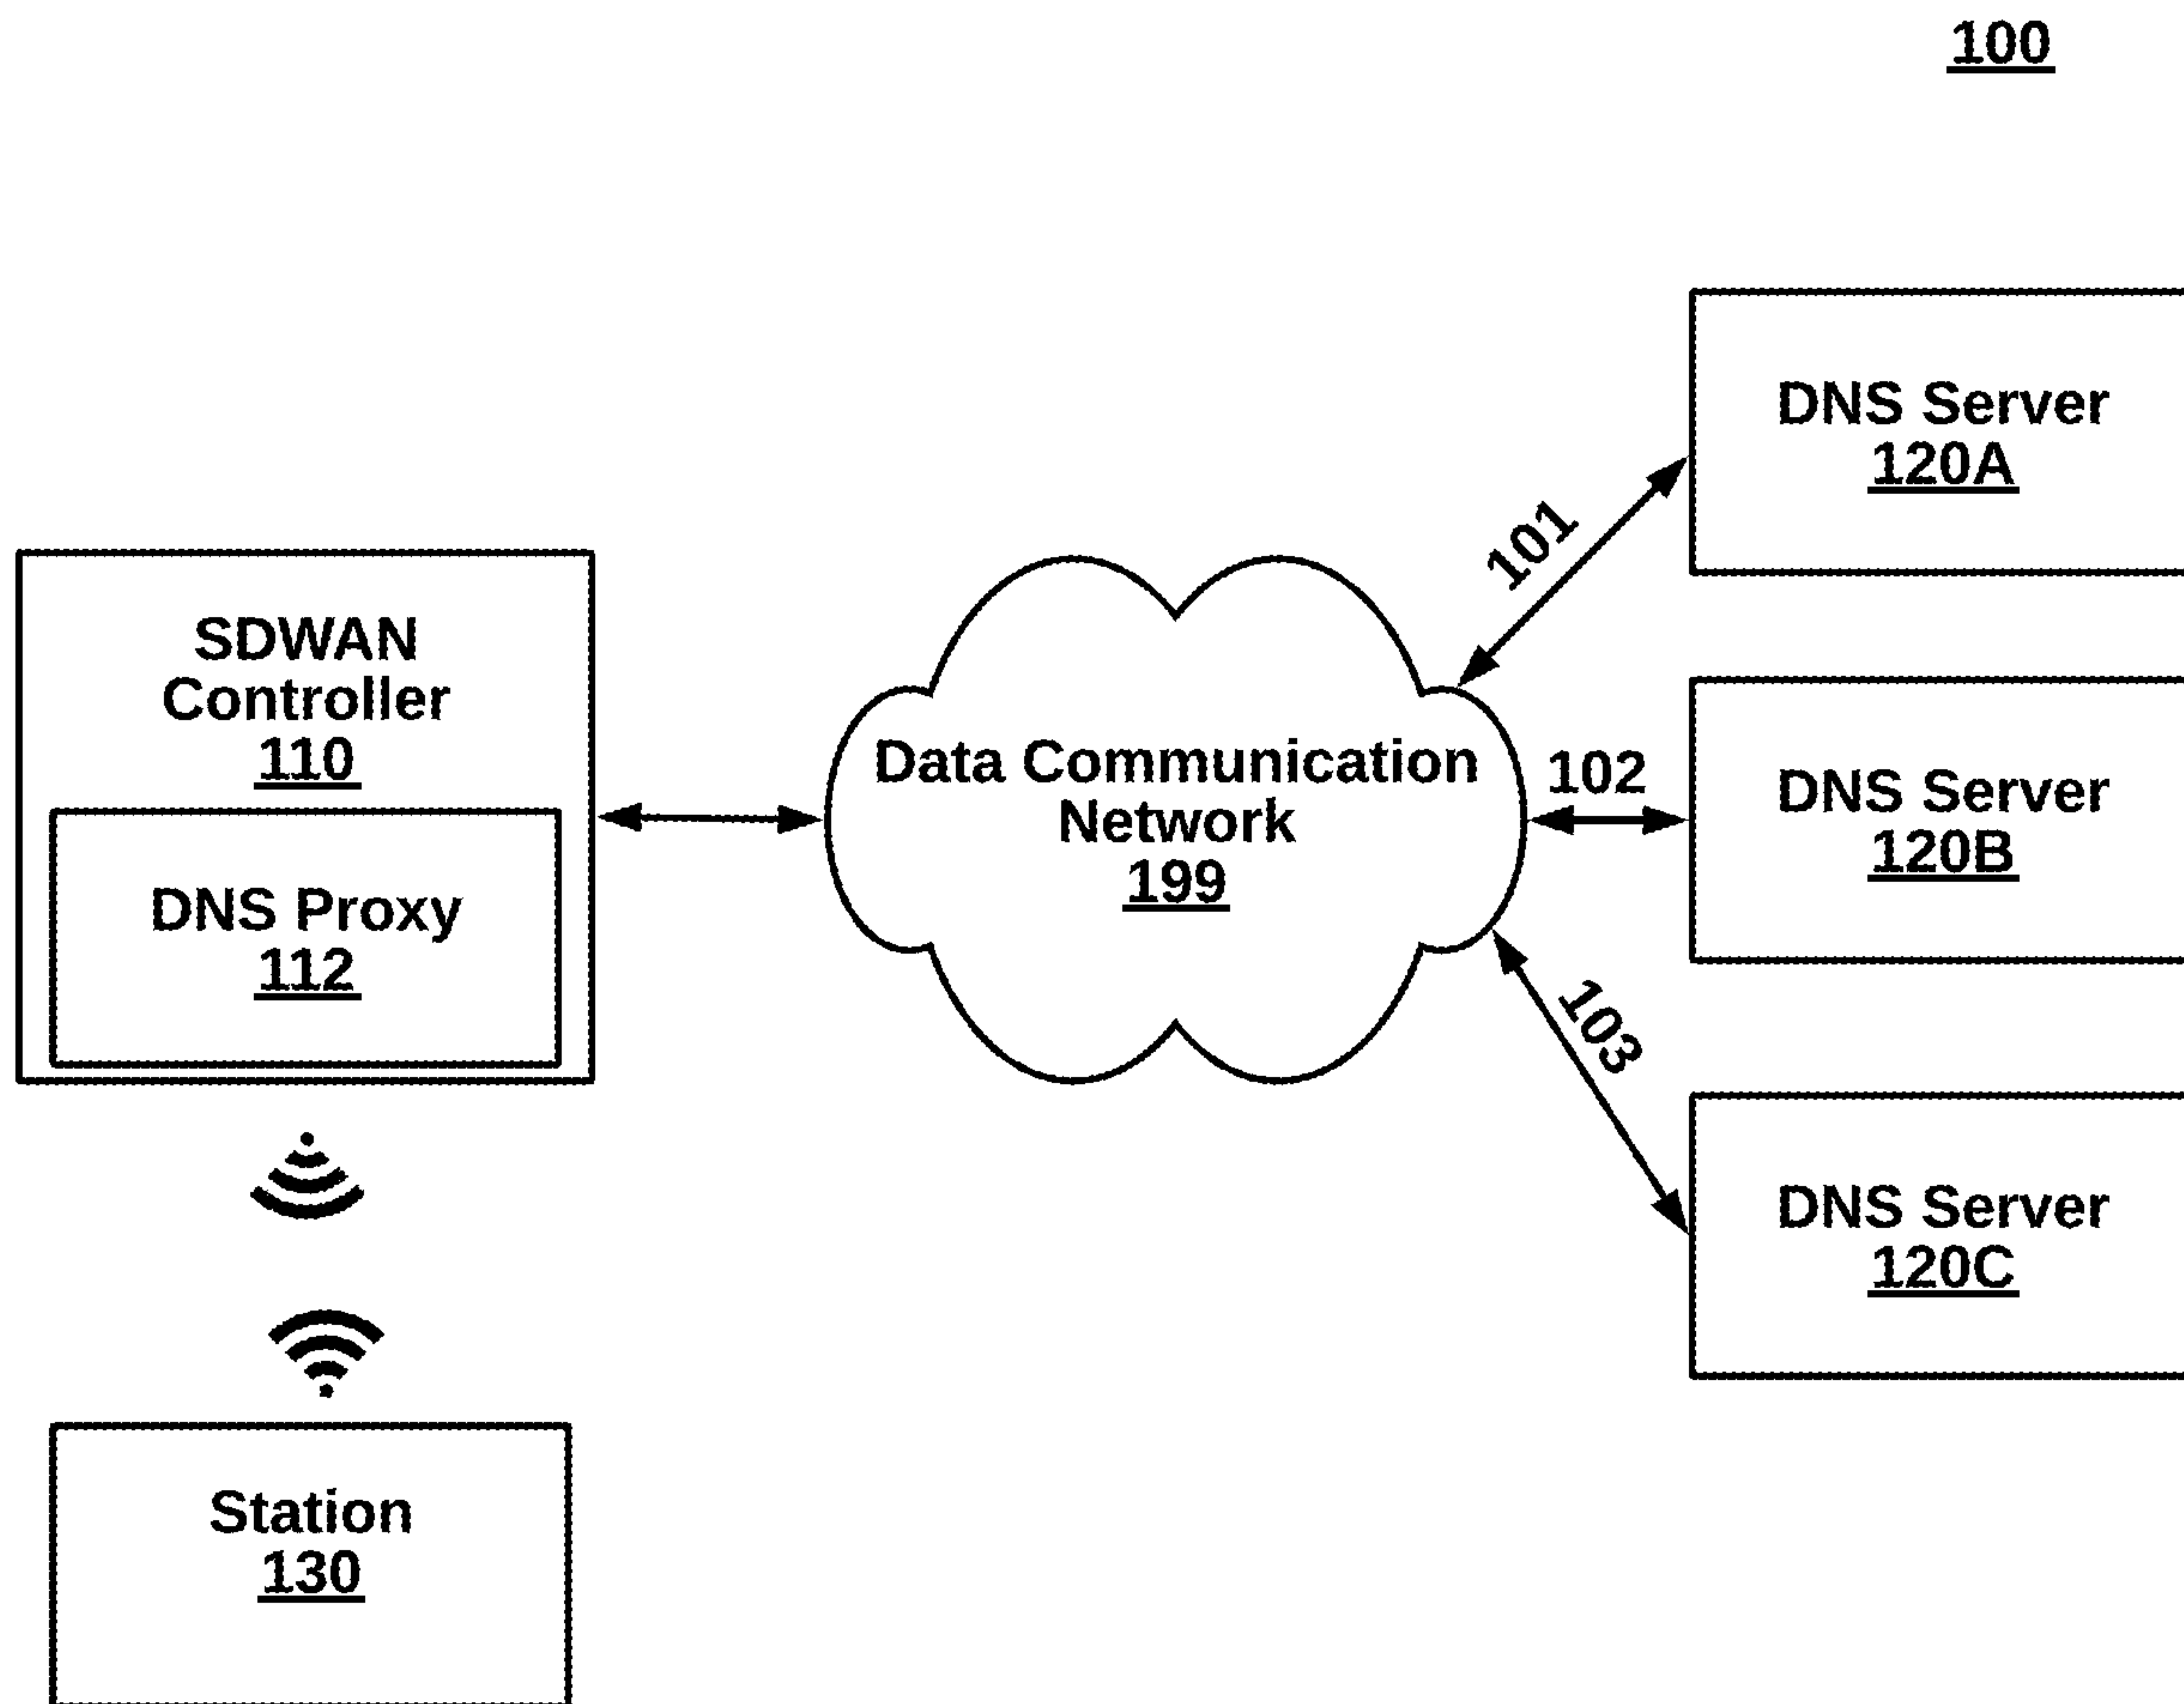 100
DNS Server
120A
101
SDWAN
Controller
110
Data Communication
Network
199
102
DNS Server
120B
DNS Proxy
112
103
DNS Server
120C
Station
130